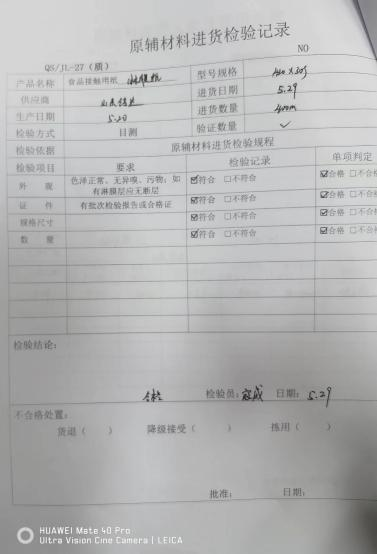 原辅材料进货检验记录
NO
QS/JL-27（质）
产品名称 食品接触用纸 淋膜纸 型号规格
供应商 进货日期 5.29
生产日期 5.20 进货数量 400m
检验方式 目测 验证数量 ✓
检验依据 原辅材料进货检验规程
检验项目 要求 检验记录 单项判定
外 观 色泽正常、无异嗅、污物；如有淋膜层应无断层 ☑符合 □不符合 ☑合格 □不合格
证 件 有批次检验报告或合格证 ☑符合 □不符合 ☑合格 □不合格
规格尺寸 ☑符合 □不符合 ☑合格 □不合格
数 量 ☑符合 □不符合 ☑合格 □不合
检验结论：
合格 检验员： 日期： 5.29
不合格处置：
货退（ ） 降级接受（ ） 拣用（ ）
批准： 日期：
HUAWEI Mate 40 Pro
Ultra Vision Cine Camera | LEICA